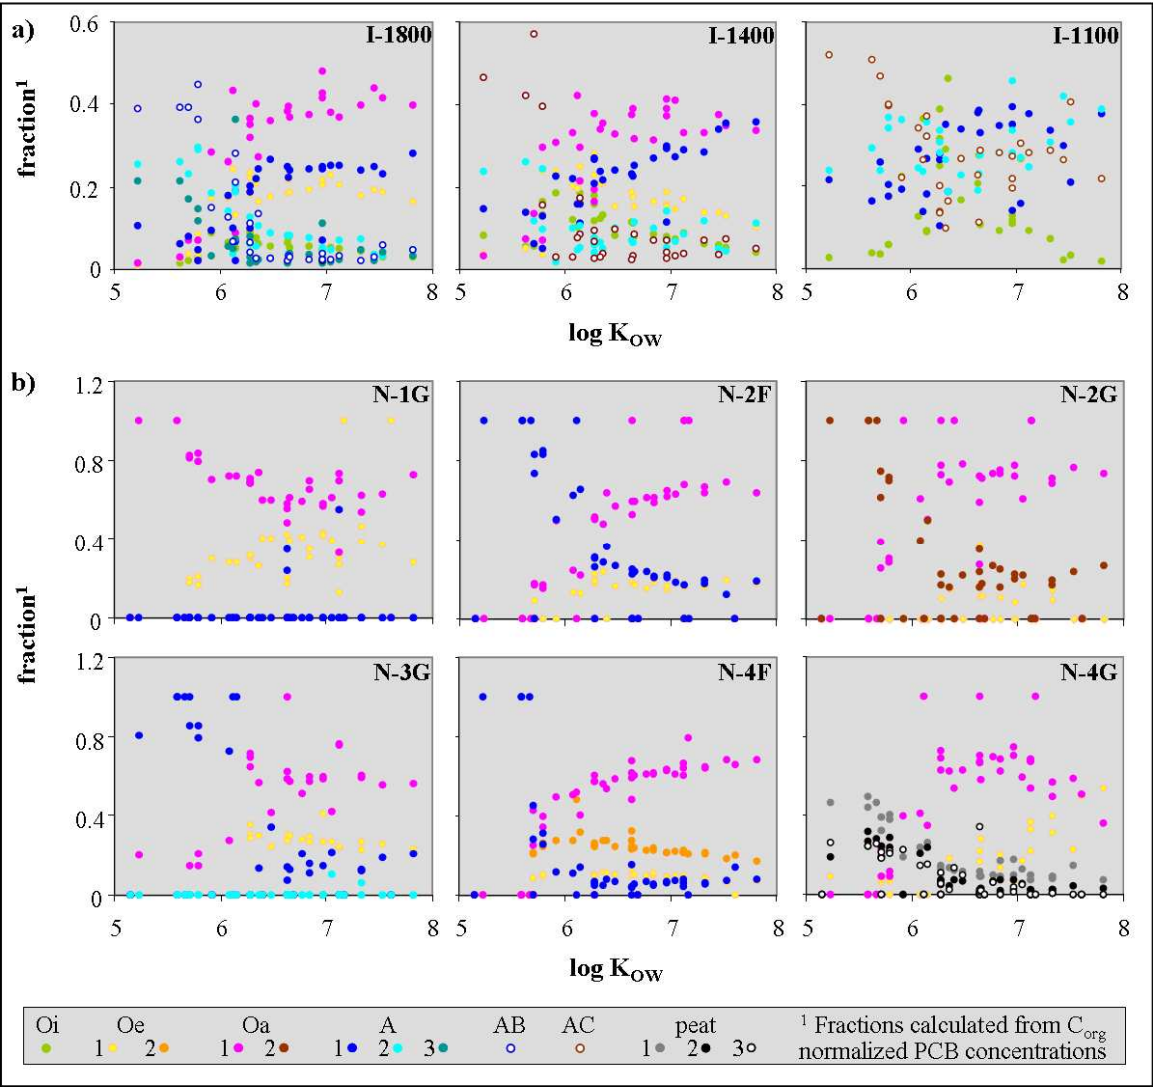 a)
I-1800
I-1400
I-1100
fraction¹
0.6
0.4
0.2
0
5 6 7 8
5 6 7 8
5 6 7 8
log K_OW
b)
N-1G
N-2F
N-2G
fraction¹
1.2
0.8
0.4
0
N-3G
N-4F
N-4G
1.2
0.8
0.4
0
5 6 7 8
5 6 7 8
5 6 7 8
log K_OW
Oi Oe Oa A AB AC peat
1 2 1 2 1 2 3 1 2 3
¹ Fractions calculated from C_org
normalized PCB concentrations